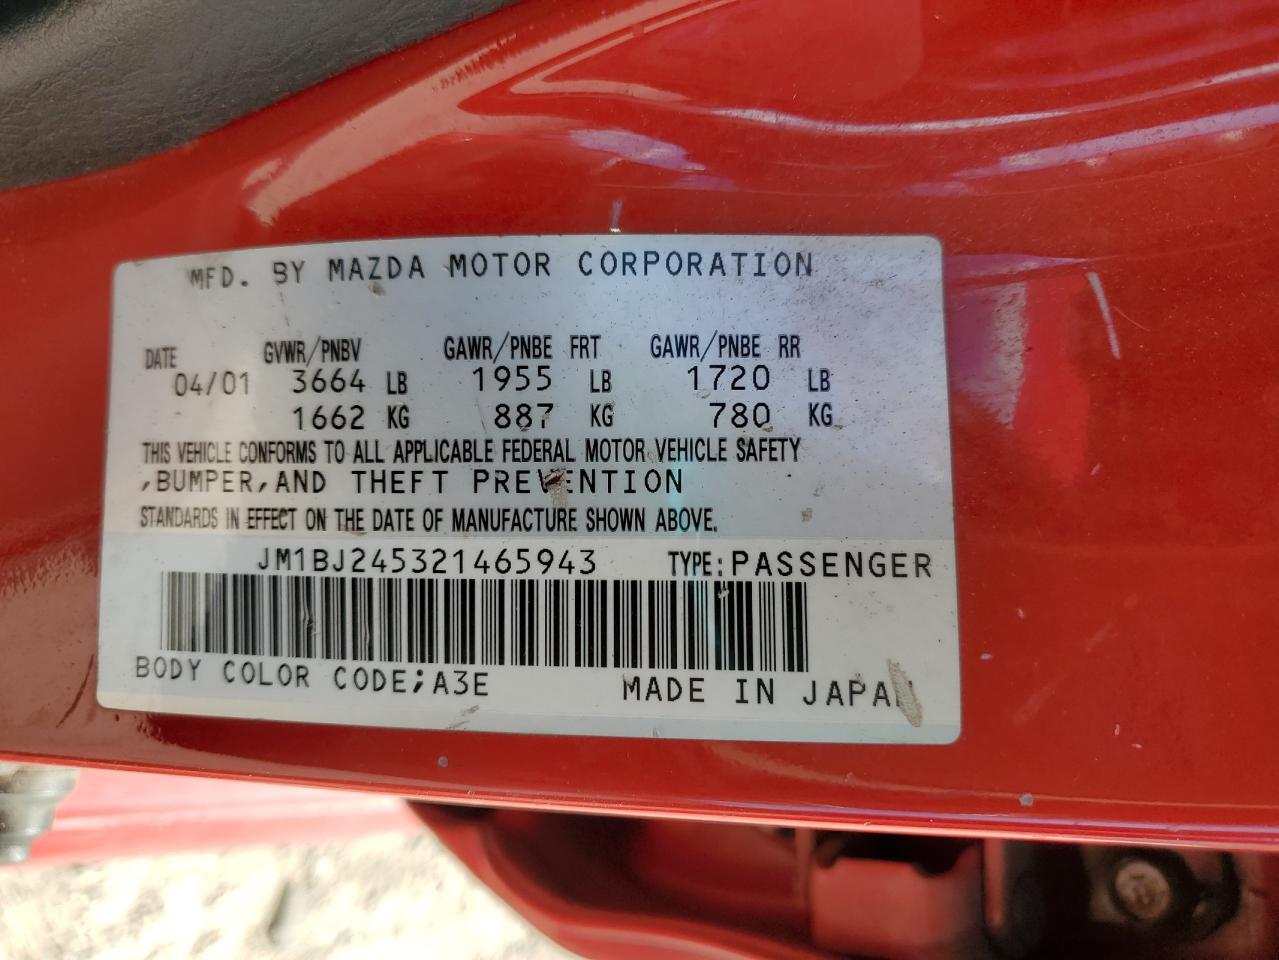 MFD. BY MAZDA MOTOR CORPORATION
DATE GVWR/PNBV GAWR/PNBE FRT GAWR/PNBE RR
04/01 3664 LB 1955 LB 1720 LB
1662 KG 887 KG 780 KG
THIS VEHICLE CONFORMS TO ALL APPLICABLE FEDERAL MOTOR VEHICLE SAFETY
,BUMPER,AND THEFT PREVENTION
STANDARDS IN EFFECT ON THE DATE OF MANUFACTURE SHOWN ABOVE.
JM1BJ245321465943 TYPE:PASSENGER
BODY COLOR CODE;A3E MADE IN JAPAN